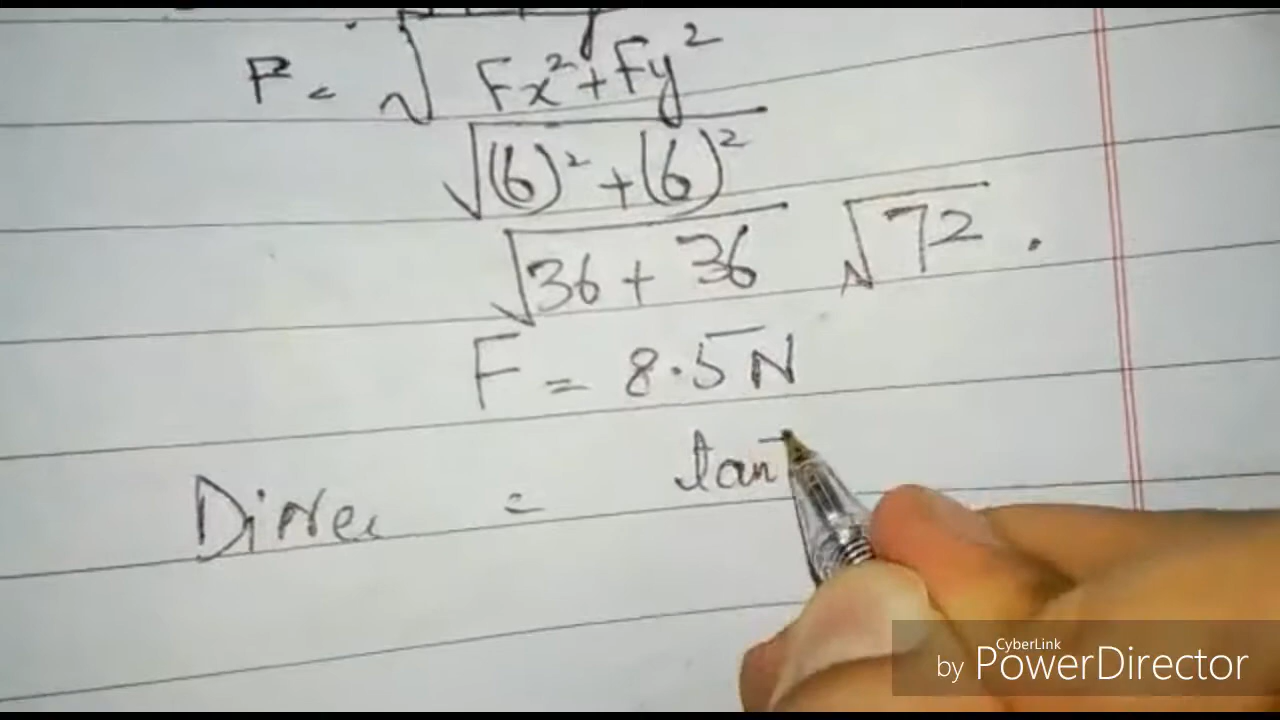 F = √Fx²+Fy²
√(6)² + (6)²
√36 + 36 √72 .
F = 8.5 N
Direc = tan⁻
CyberLink
by PowerDirector